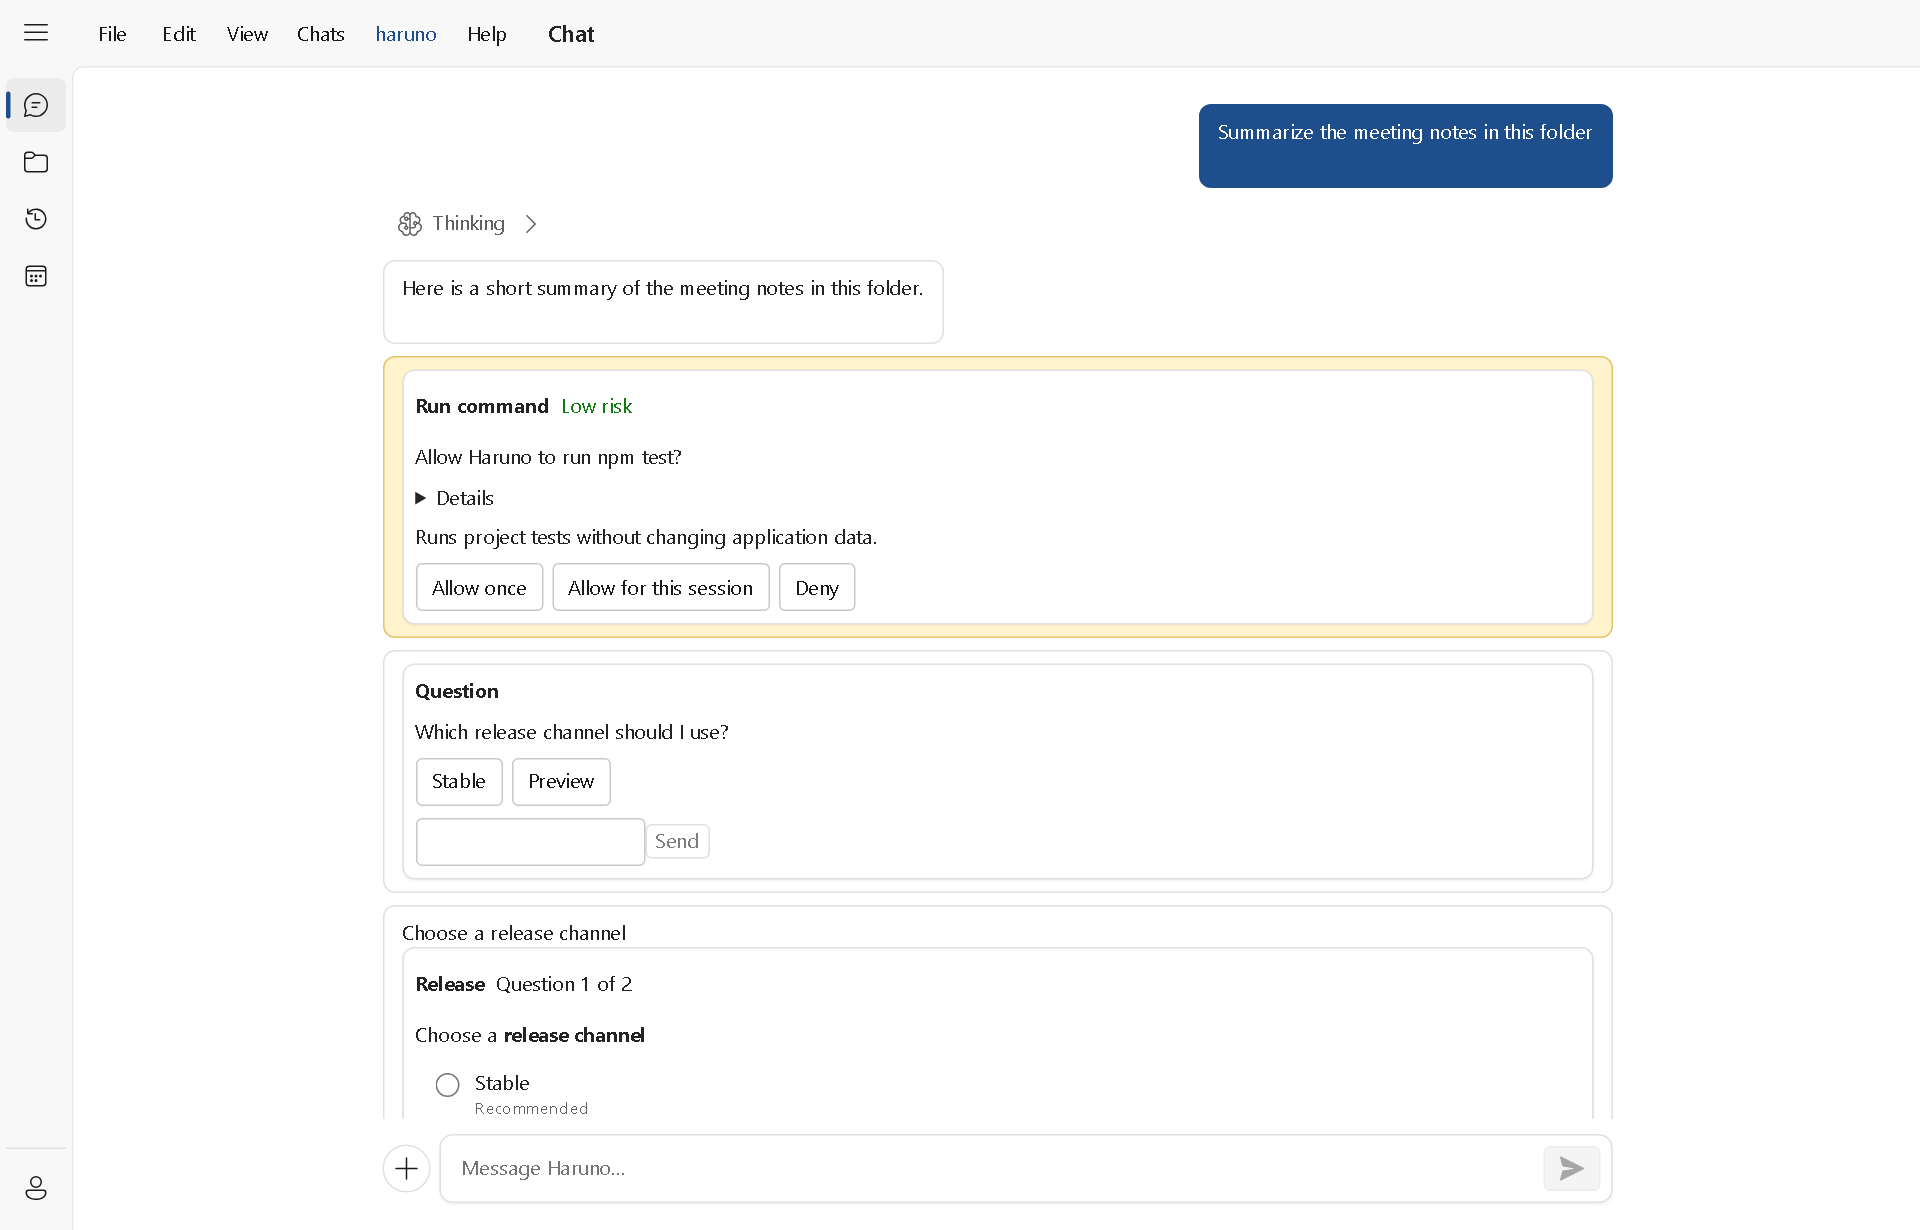 File Edit View Chats haruno Help Chat
Summarize the meeting notes in this folder
Thinking
Here is a short summary of the meeting notes in this folder.
Run command Low risk
Allow Haruno to run npm test?
Details
Runs project tests without changing application data.
Allow once Allow for this session Deny
Question
Which release channel should I use?
Stable Preview
Send
Choose a release channel
Release Question 1 of 2
Choose a release channel
Stable
Recommended
Message Haruno...